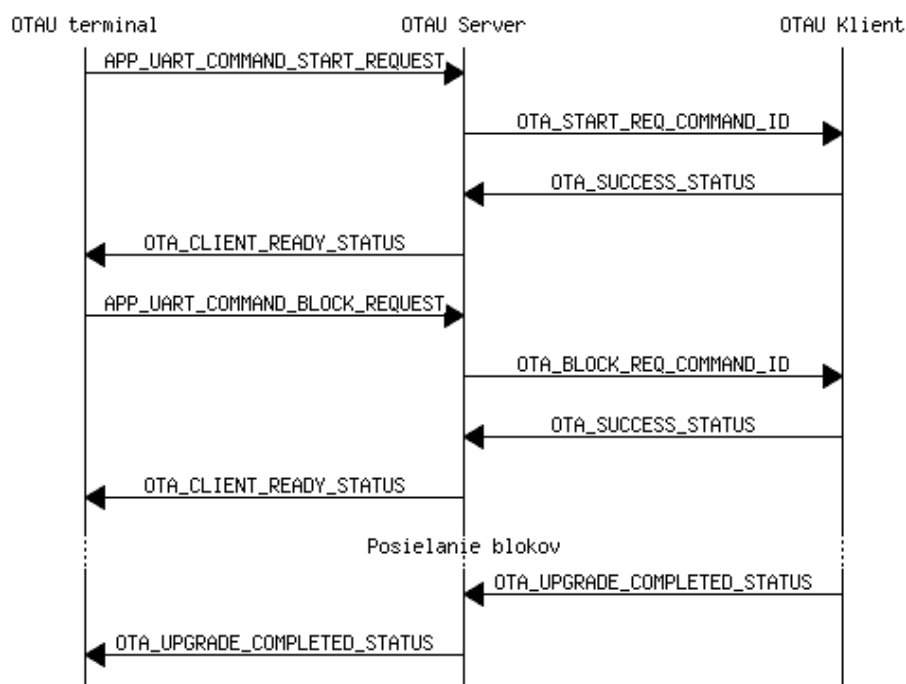 OTAU terminal OTAU Server OTAU Klient
APP_UART_COMMAND_START_REQUEST
OTA_START_REQ_COMMAND_ID
OTA_SUCCESS_STATUS
OTA_CLIENT_READY_STATUS
APP_UART_COMMAND_BLOCK_REQUEST
OTA_BLOCK_REQ_COMMAND_ID
OTA_SUCCESS_STATUS
OTA_CLIENT_READY_STATUS
Posielanie blokov
OTA_UPGRADE_COMPLETED_STATUS
OTA_UPGRADE_COMPLETED_STATUS